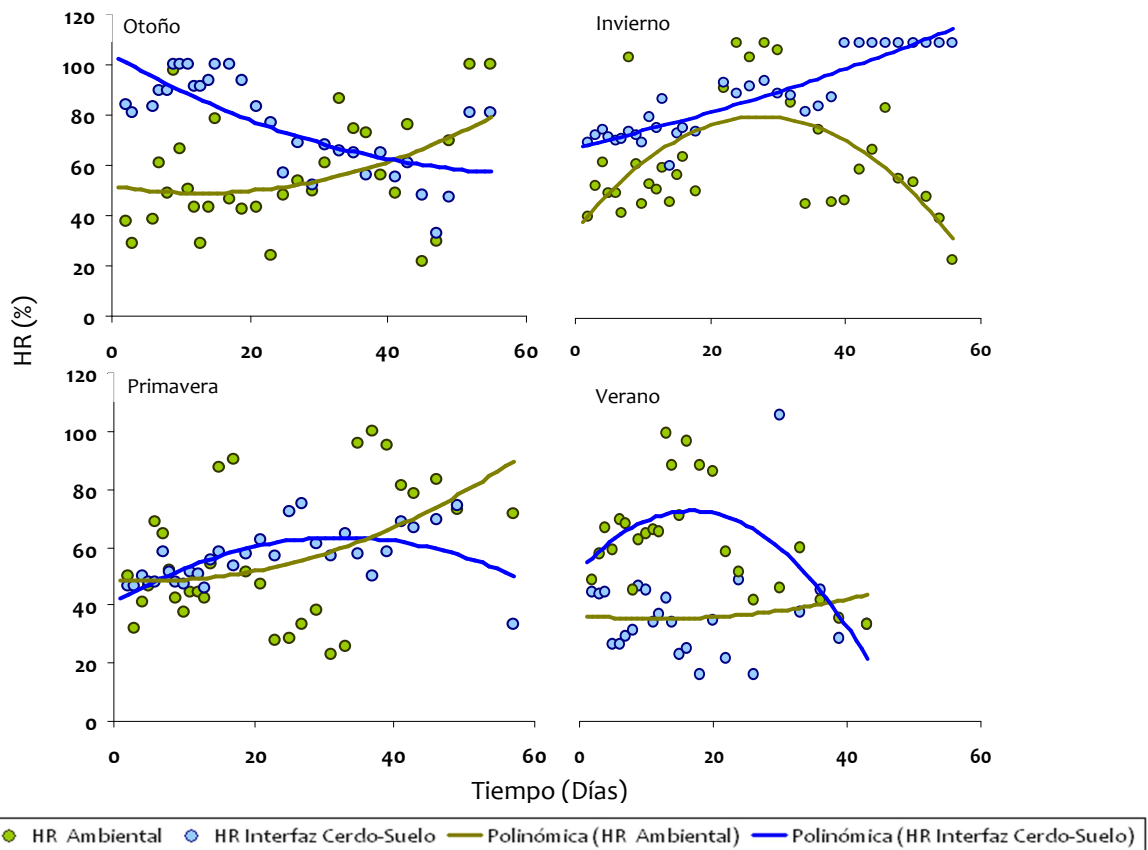 Otoño
Invierno
120
100
80
60
40
20
0
0 20 40 60
0 20 40 60
HR (%)
Primavera
Verano
120
100
80
60
40
20
0
0 20 40 60
0 20 40 60
Tiempo (Días)
HR Ambiental HR Interfaz Cerdo-Suelo Polinómica (HR Ambiental) Polinómica (HR Interfaz Cerdo-Suelo)